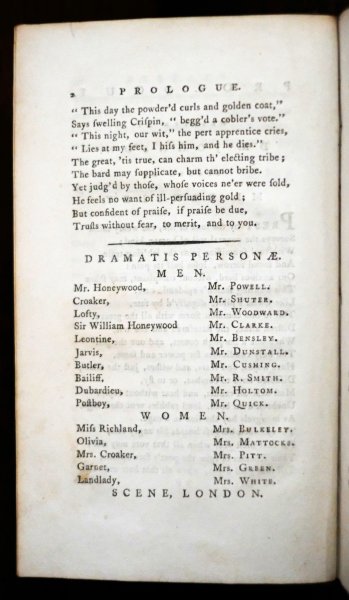 2 PROLOGUE.
“ This day the powder'd curls and golden coat,”
Says ſwelling Criſpin, “ begg'd a cobler's vote.”
“ This night, our wit,” the pert apprentice cries,
“ Lies at my feet, I hiſs him, and he dies.”
The great, 'tis true, can charm th' electing tribe ;
The bard may ſupplicate, but cannot bribe.
Yet judg'd by thoſe, whoſe voices ne'er were ſold,
He feels no want of ill-perſuading gold ;
But confident of praiſe, if praiſe be due,
Truſts without fear, to merit, and to you.
DRAMATIS PERSONÆ.
MEN.
Mr. Honeywood, Mr. POWELL.
Croaker, Mr. SHUTER.
Lofty, Mr. WOODWARD.
Sir William Honeywood Mr. CLARKE.
Leontine, Mr. BENSLEY.
Jarvis, Mr. DUNSTALL.
Butler, Mr. CUSHING.
Bailiff, Mr. R. SMITH.
Dubardieu, Mr. HOLTOM.
Poſtboy, Mr. QUICK.
WOMEN.
Miſs Richland, Mrs. BULKELEY.
Olivia, Mrs. MATTOCKS.
Mrs. Croaker, Mrs. PITT.
Garnet, Mrs. GREEN.
Landlady, Mrs. WHITE.
SCENE, LONDON.